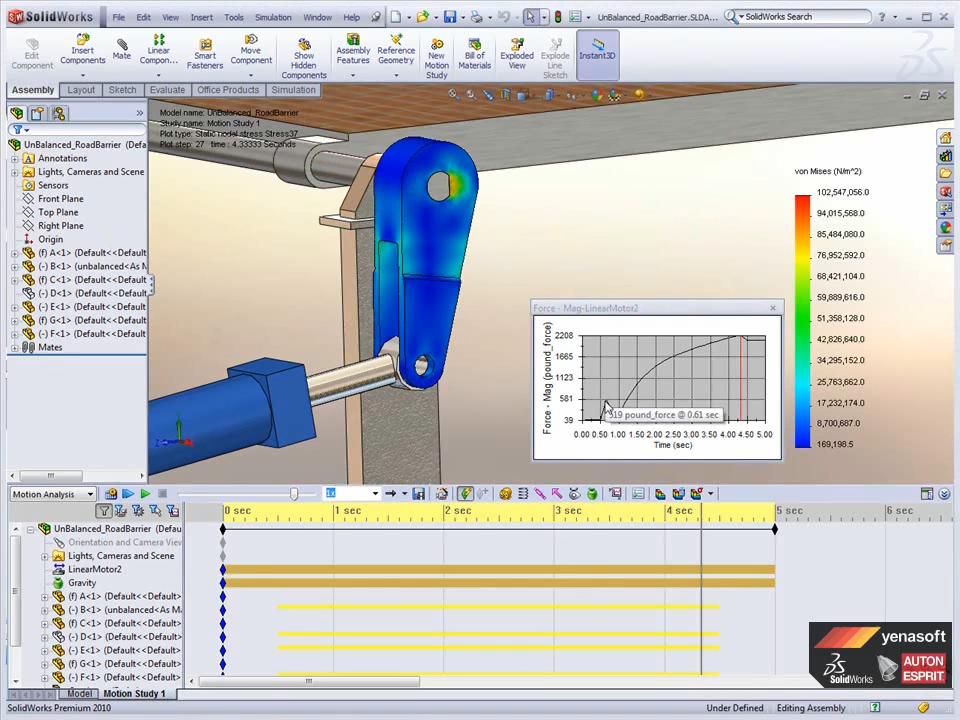 SolidWorks File Edit View Insert Tools Simulation Window Help UnBalanced_RoadBarrier.SLDA... SolidWorks Search
Edit Component
Insert Components
Mate
Linear Compon...
Smart Fasteners
Move Component
Show Hidden Components
Assembly Features
Reference Geometry
New Motion Study
Bill of Materials
Exploded View
Explode Line Sketch
Instant3D
Assembly Layout Sketch Evaluate Office Products Simulation
Model name: UnBalanced_RoadBarrier
Study name: Motion Study 1
Plot type: Static nodal stress Stress37
Plot step: 27 time : 4.33333 Seconds
UnBalanced_RoadBarrier (Defa
Annotations
Lights, Cameras and Scene
Sensors
Front Plane
Top Plane
Right Plane
Origin
(f) A<1> (Default<<Default
(-) B<1> (unbalanced<As M
(f) C<1> (Default<<Default
(-) D<1> (Default<<Default
(-) E<1> (Default<<Default
(f) G<1> (Default<<Default
(-) F<1> (Default<<Default
Mates
von Mises (N/m^2)
102,547,056.0
94,015,568.0
85,484,080.0
76,952,592.0
68,421,104.0
59,889,616.0
51,358,128.0
42,826,640.0
34,295,152.0
25,763,662.0
17,232,174.0
8,700,687.0
169,198.5
Force - Mag-LinearMotor2
Force - Mag (pound_force)
2208
1665
1123
581
39
519 pound_force @ 0.61 sec
0.00 0.50 1.00 1.50 2.00 2.50 3.00 3.50 4.00 4.50 5.00
Time (sec)
Motion Analysis 1x
0 sec 1 sec 2 sec 3 sec 4 sec 5 sec 6 sec
UnBalanced_RoadBarrier (Defau
Orientation and Camera View
Lights, Cameras and Scene
LinearMotor2
Gravity
(f) A<1> (Default<<Default>
(-) B<1> (unbalanced<As Ma
(f) C<1> (Default<<Default>
(-) D<1> (Default<<Default>
(-) E<1> (Default<<Default>
(f) G<1> (Default<<Default>
(-) F<1> (Default<<Default>
yenasoft
SolidWorks
AUTON
ESPRIT
Model Motion Study 1
SolidWorks Premium 2010 Under Defined Editing Assembly